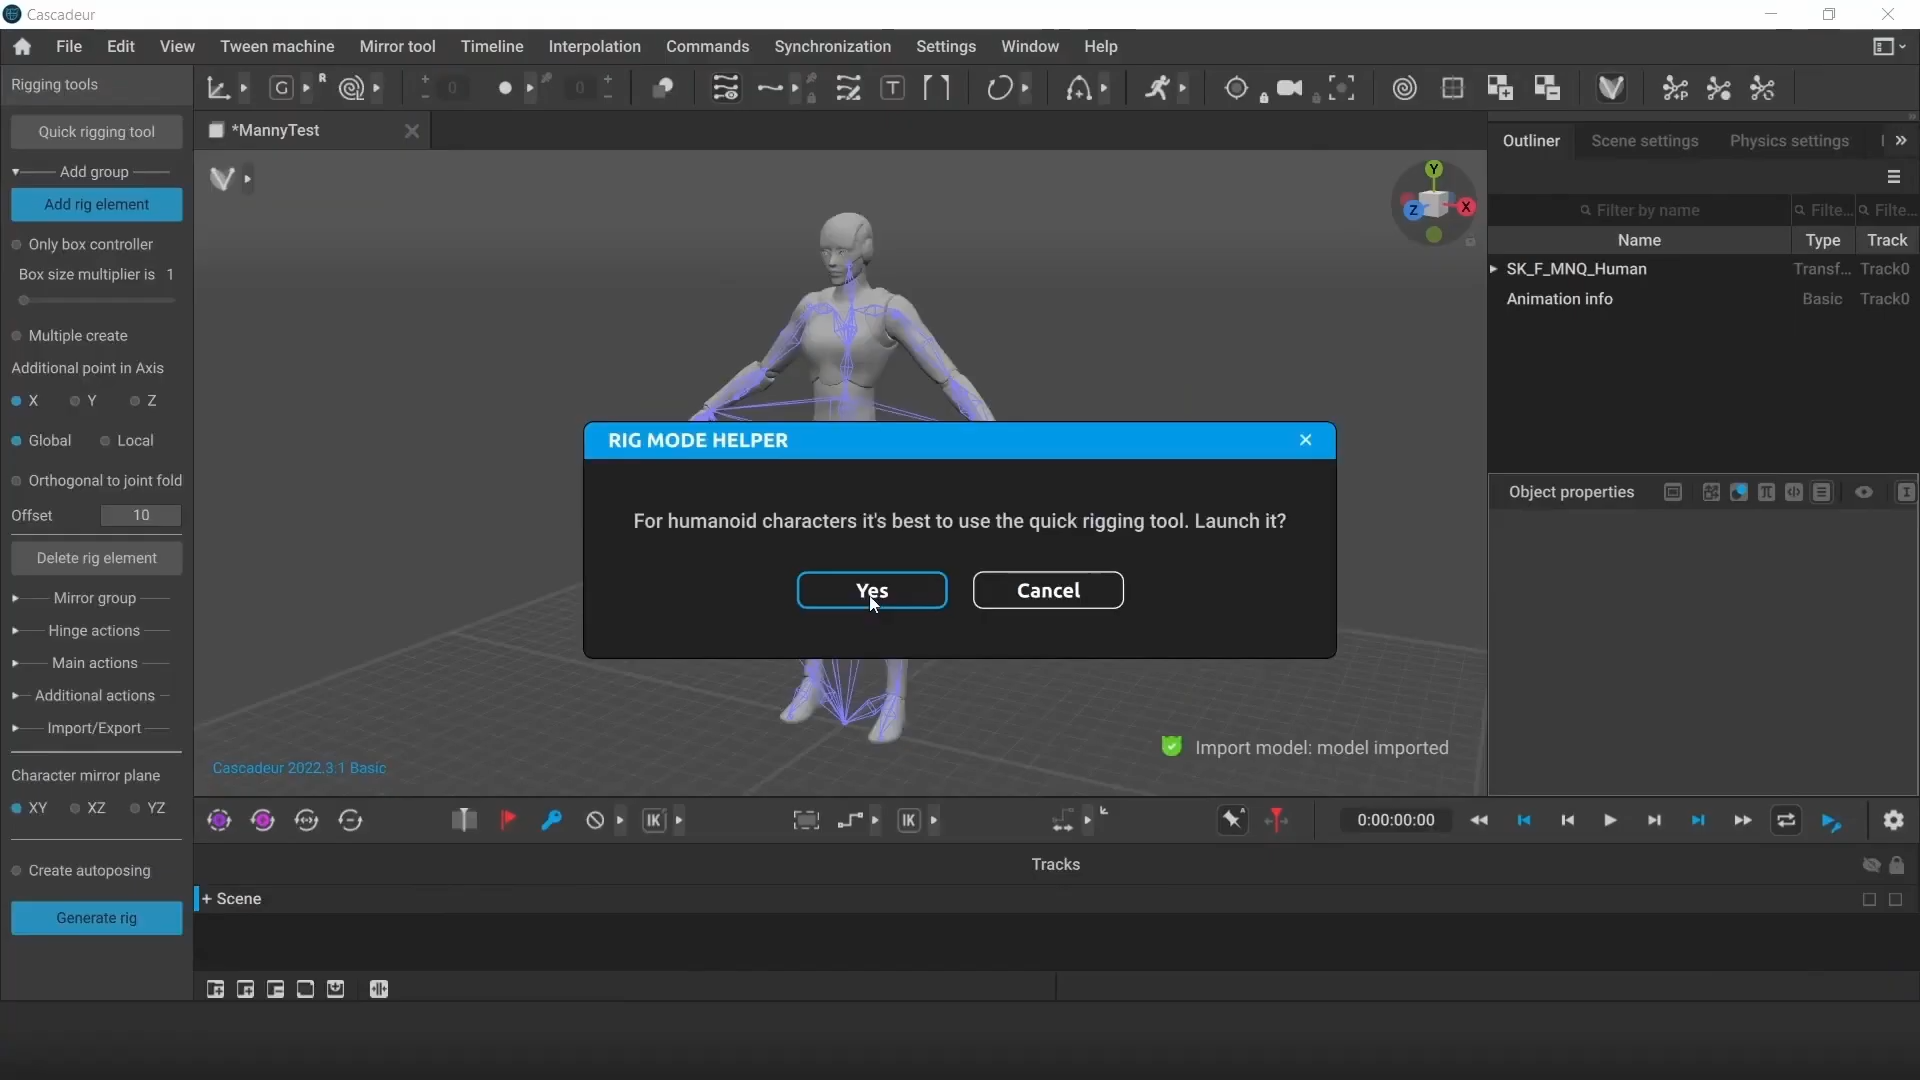 Cascadeur
File Edit View Tween machine Mirror tool Timeline Interpolation Commands Synchronization Settings Window Help
Rigging tools
G R 0 0 T P
Quick rigging tool
*MannyTest
Outliner Scene settings Physics settings
Add group
Add rig element
Y
X
Z
Filter by name Filte... Filte...
Only box controller
Name Type Track
Box size multiplier is 1
SK_F_MNQ_Human Transf... Track0
Animation info Basic Track0
Multiple create
Additional point in Axis
X Y Z
Global Local
RIG MODE HELPER
Orthogonal to joint fold
Object properties
Offset 10
For humanoid characters it's best to use the quick rigging tool. Launch it?
Delete rig element
Yes Cancel
Mirror group
Hinge actions
Main actions
Additional actions
Import/Export
Import model: model imported
Cascadeur 2022.3.1 Basic
Character mirror plane
XY XZ YZ
IK IK A 0:00:00:00
Tracks
Create autoposing
+ Scene
Generate rig